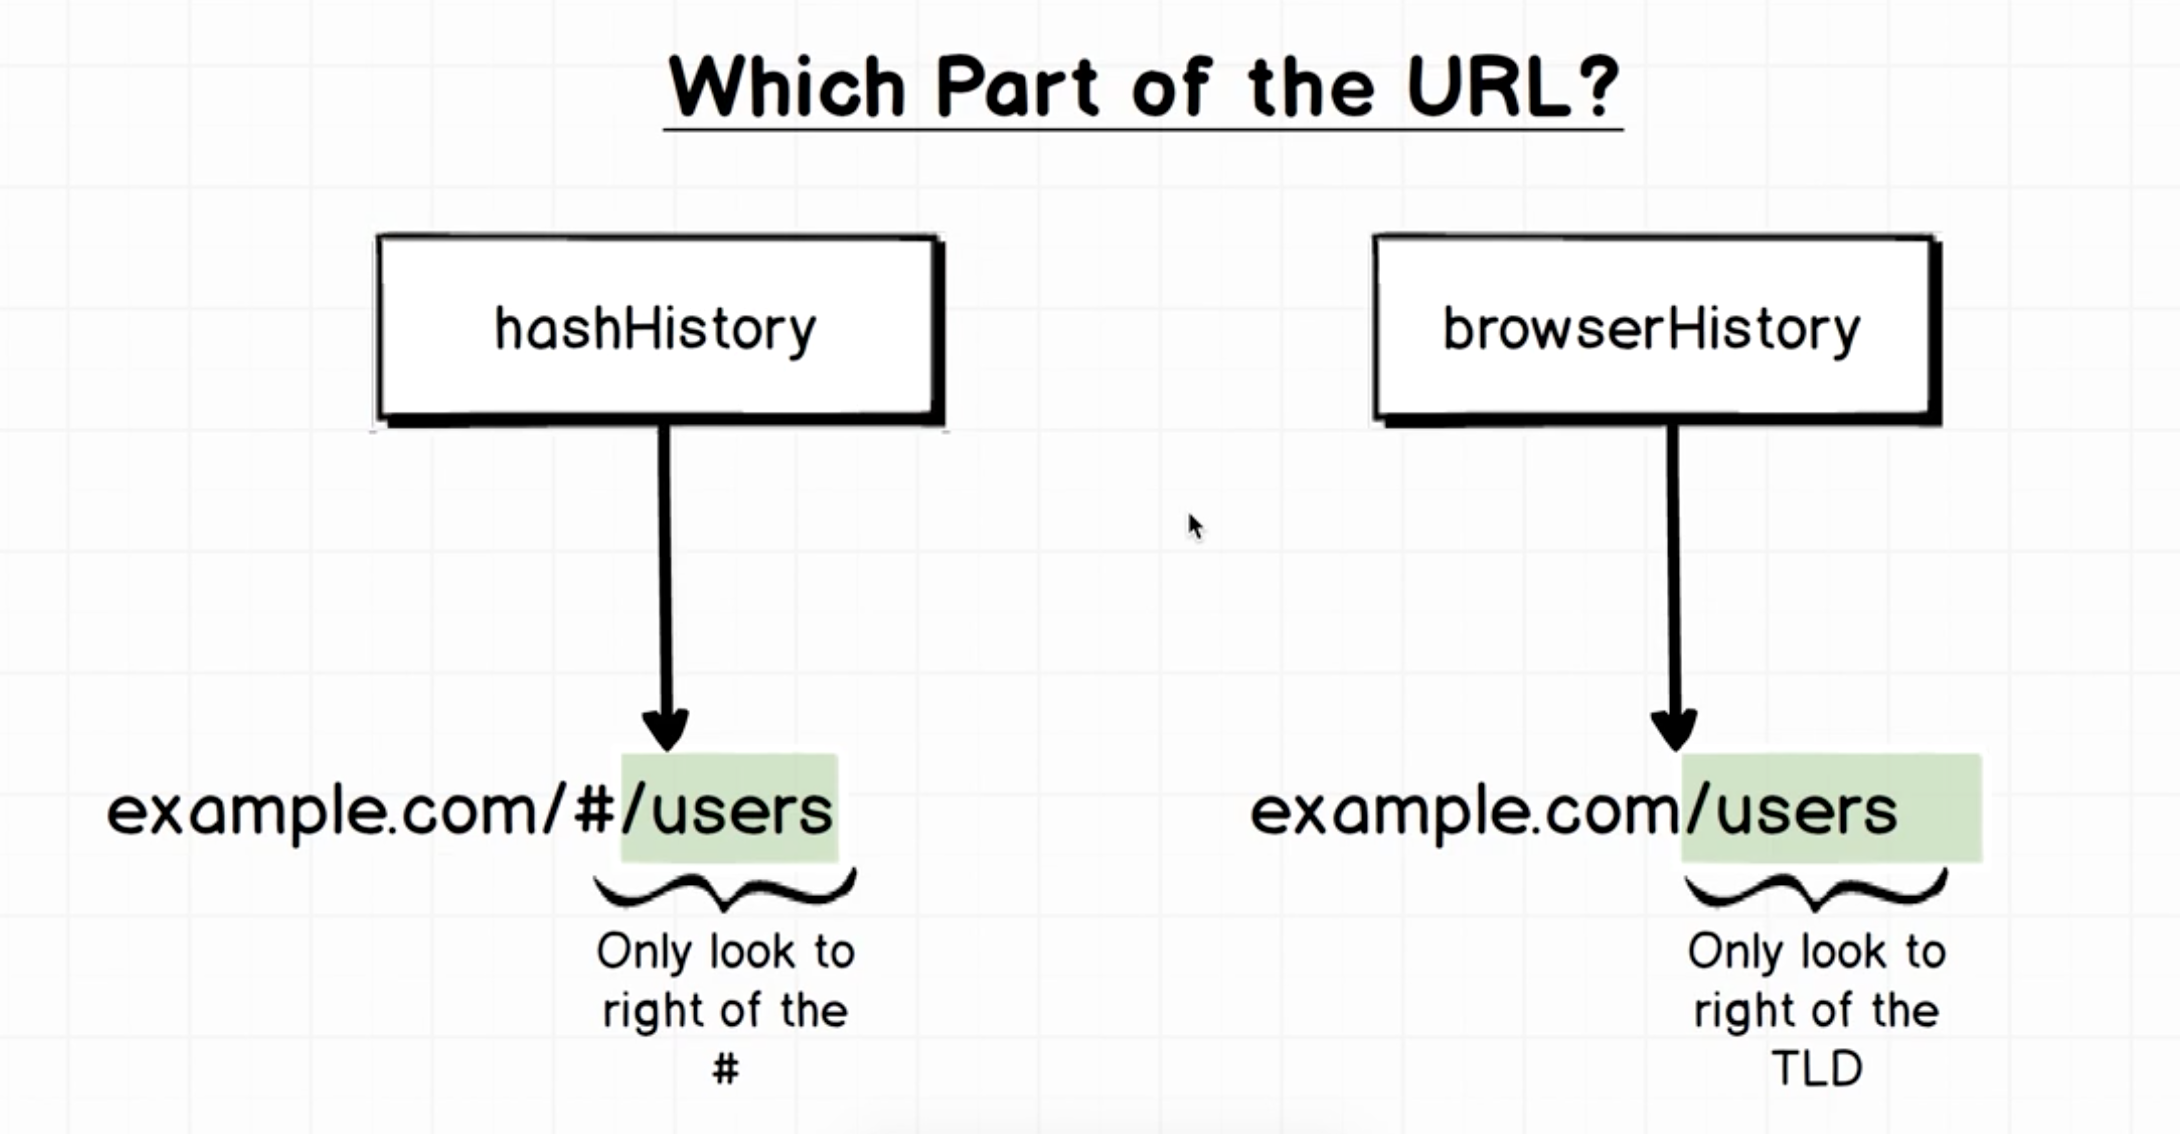 Which Part of the URL?
hashHistory
browserHistory
example.com/#/users
example.com/users
Only look to
right of the
#
Only look to
right of the
TLD